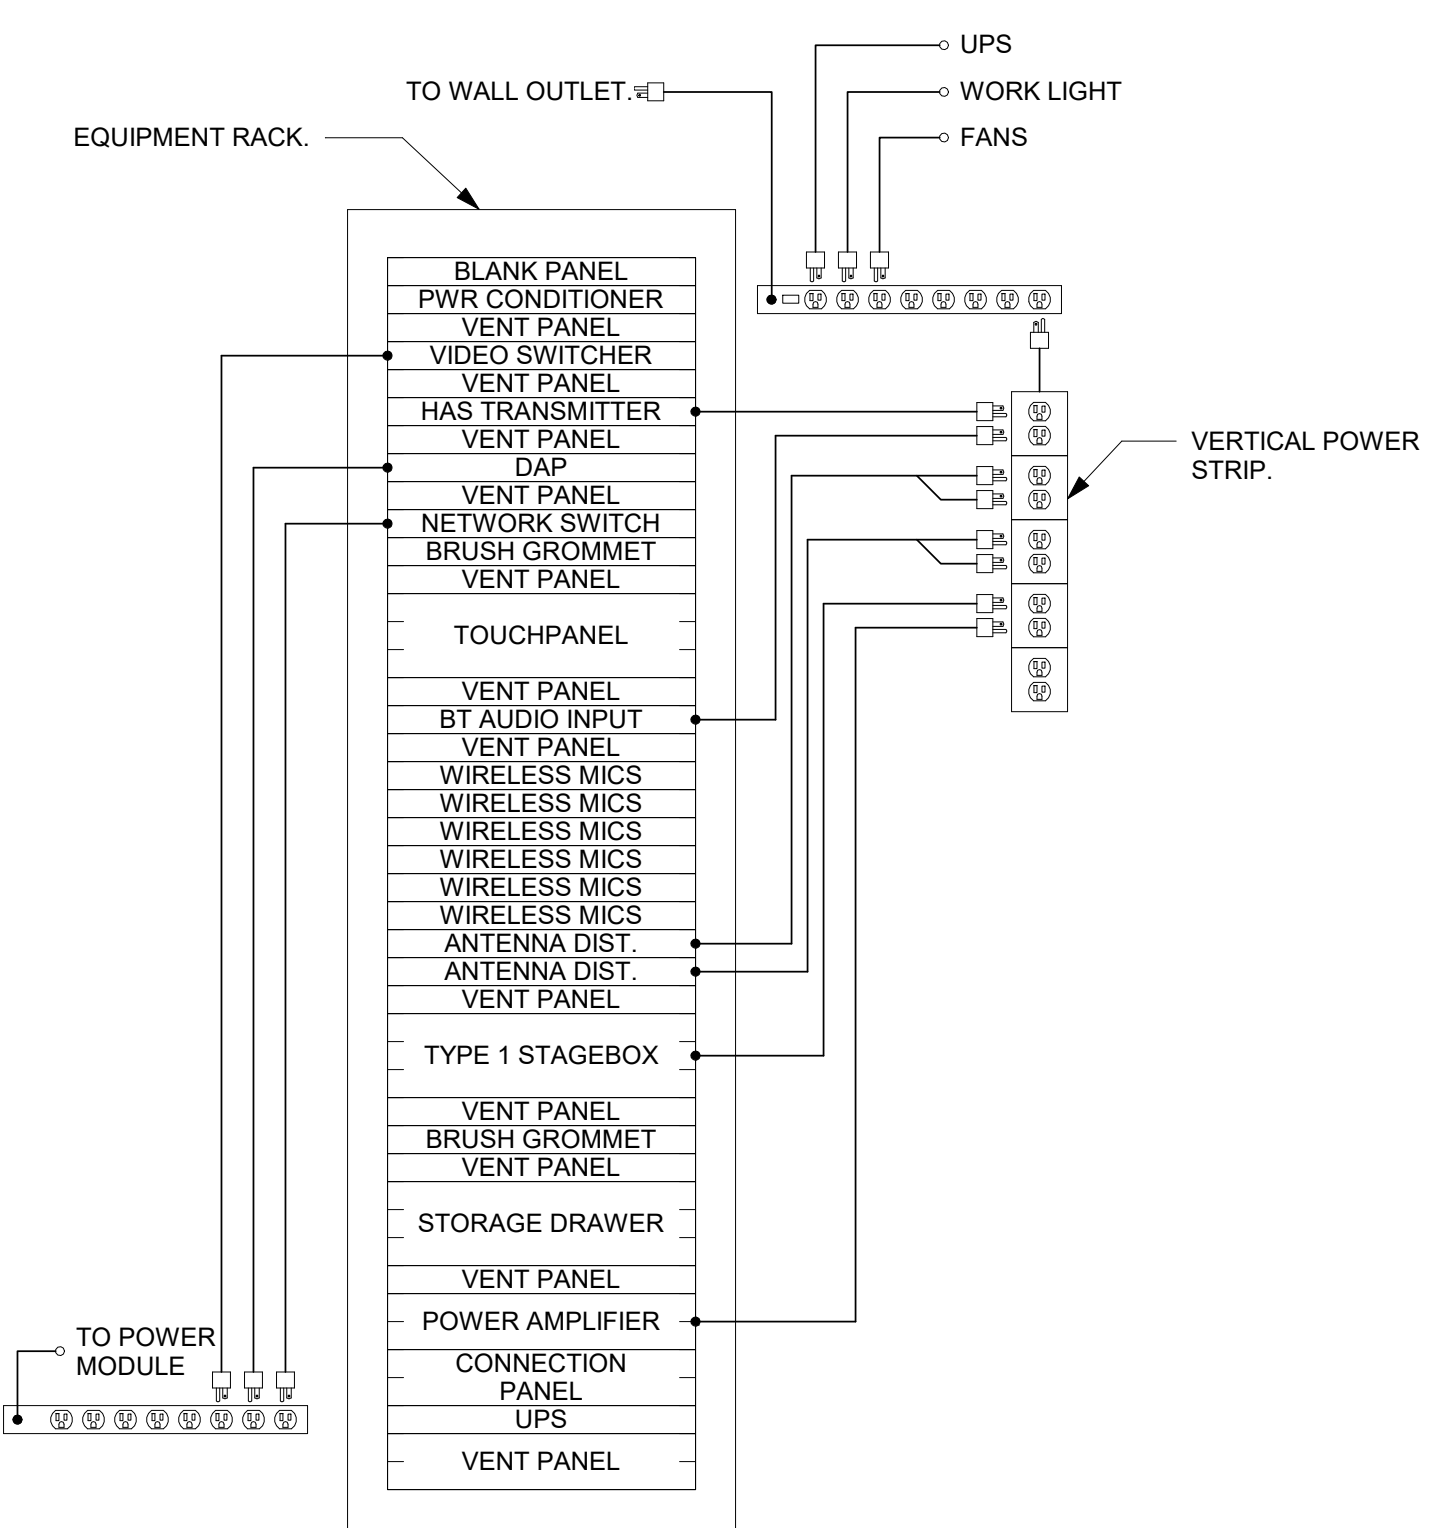 UPS
TO WALL OUTLET.
WORK LIGHT
EQUIPMENT RACK.
FANS
BLANK PANEL
PWR CONDITIONER
VENT PANEL
VIDEO SWITCHER
VENT PANEL
HAS TRANSMITTER
VENT PANEL
DAP
VENT PANEL
NETWORK SWITCH
BRUSH GROMMET
VENT PANEL
TOUCHPANEL
VENT PANEL
BT AUDIO INPUT
VENT PANEL
WIRELESS MICS
WIRELESS MICS
WIRELESS MICS
WIRELESS MICS
WIRELESS MICS
WIRELESS MICS
ANTENNA DIST.
ANTENNA DIST.
VENT PANEL
TYPE 1 STAGEBOX
VENT PANEL
BRUSH GROMMET
VENT PANEL
STORAGE DRAWER
VENT PANEL
POWER AMPLIFIER
CONNECTION
PANEL
UPS
VENT PANEL
VERTICAL POWER
STRIP.
TO POWER
MODULE